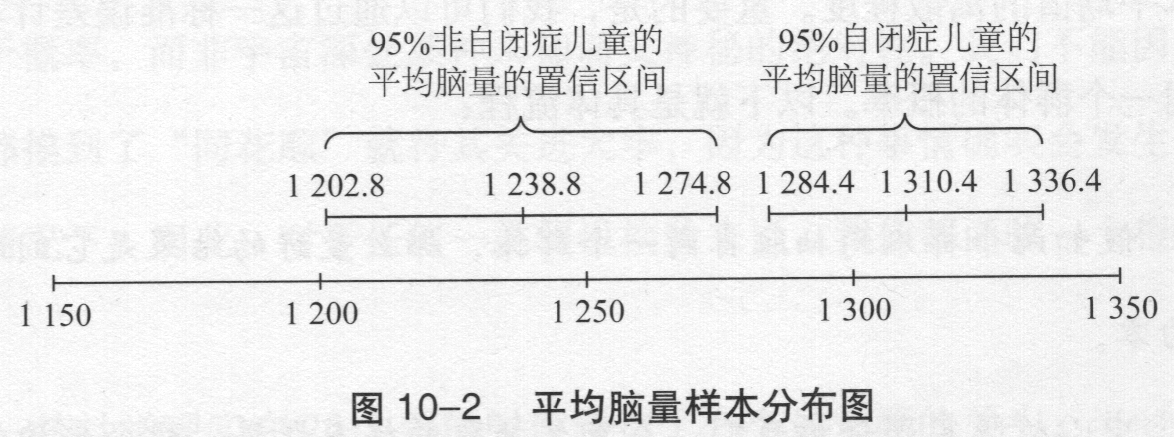 95%非自闭症儿童的
平均脑量的置信区间
95%自闭症儿童的
平均脑量的置信区间
1 202.8 1 238.8 1 274.8 1 284.4 1 310.4 1 336.4
1 150 1 200 1 250 1 300 1 350
图 10-2 平均脑量样本分布图